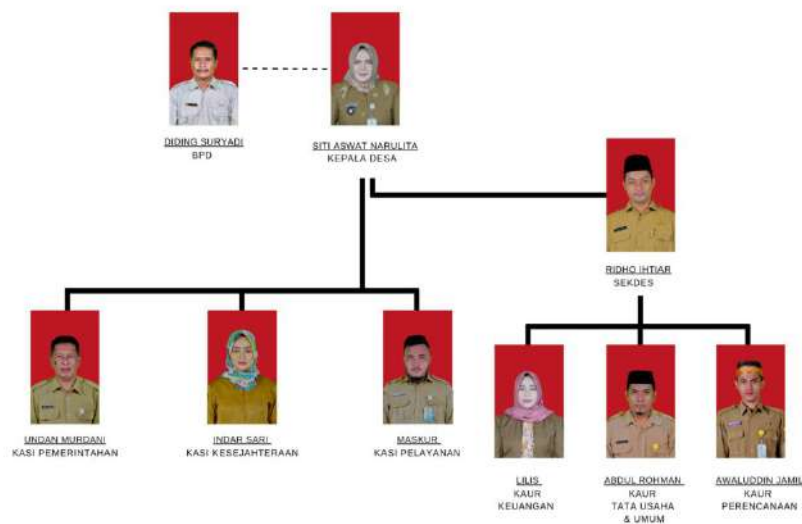 DIDING SURYADI
BPD
SITI ASWAT NARULITA
KEPALA DESA
RIDHO IHTIAR
SEKDES
UNDAN MURDANI
KASI PEMERINTAHAN
INDAR SARI
KASI KESEJAHTERAAN
MASKUR
KASI PELAYANAN
LILIS
KAUR
KEUANGAN
ABDUL ROHMAN
KAUR
TATA USAHA
& UMUM
AWALUDDIN JAMIL
KAUR
PERENCANAAN